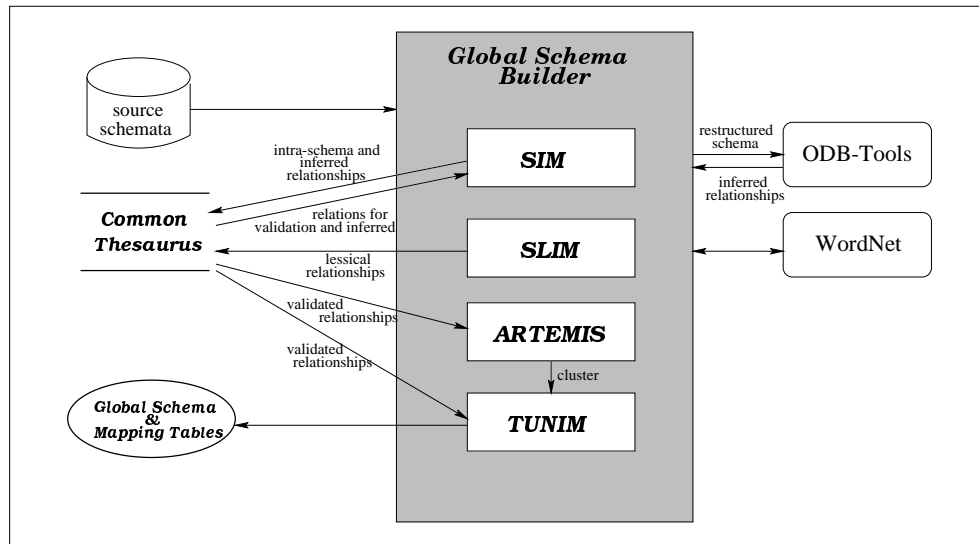 Global Schema
Builder
source
schemata
intra-schema and
inferred
relationships
SIM
restructured
schema
ODB-Tools
inferred
relationships
Common
Thesaurus
relations for
validation and inferred
SLIM
WordNet
lessical
relationships
validated
relationships
ARTEMIS
validated
relationships
cluster
Global Schema
&
Mapping Tables
TUNIM